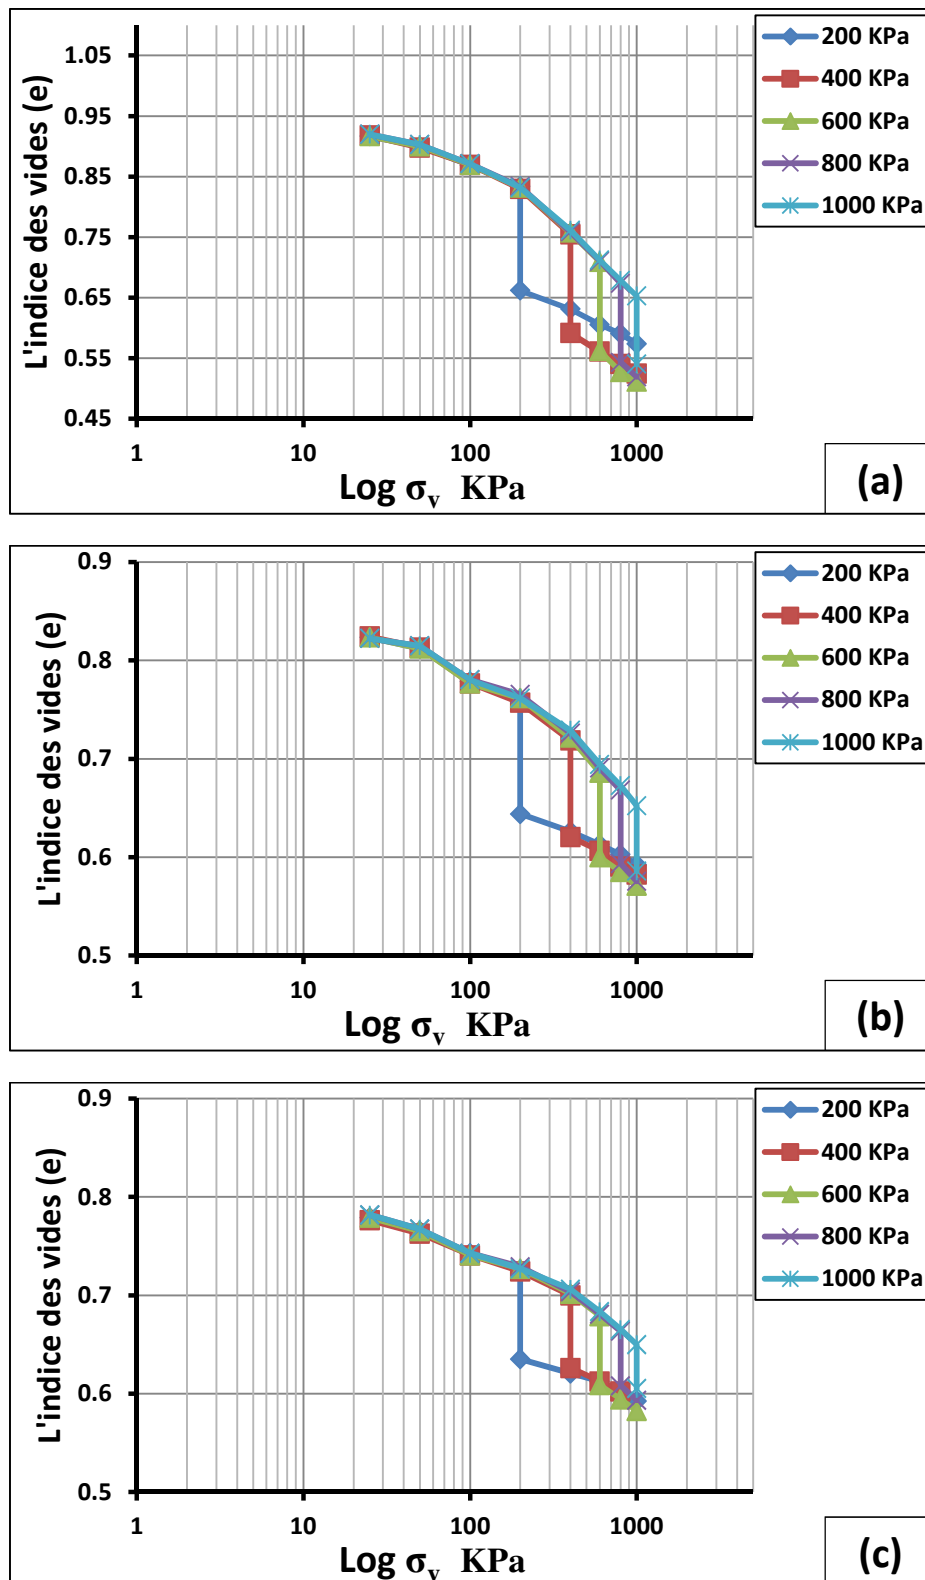 L'indice des vides (e)
1.05
0.95
0.85
0.75
0.65
0.55
0.45
1 10 100 1000
Log σv KPa
200 KPa
400 KPa
600 KPa
800 KPa
1000 KPa
(a)
L'indice des vides (e)
0.9
0.8
0.7
0.6
0.5
1 10 100 1000
Log σv KPa
200 KPa
400 KPa
600 KPa
800 KPa
1000 KPa
(b)
L'indice des vides (e)
0.9
0.8
0.7
0.6
0.5
1 10 100 1000
Log σv KPa
200 KPa
400 KPa
600 KPa
800 KPa
1000 KPa
(c)